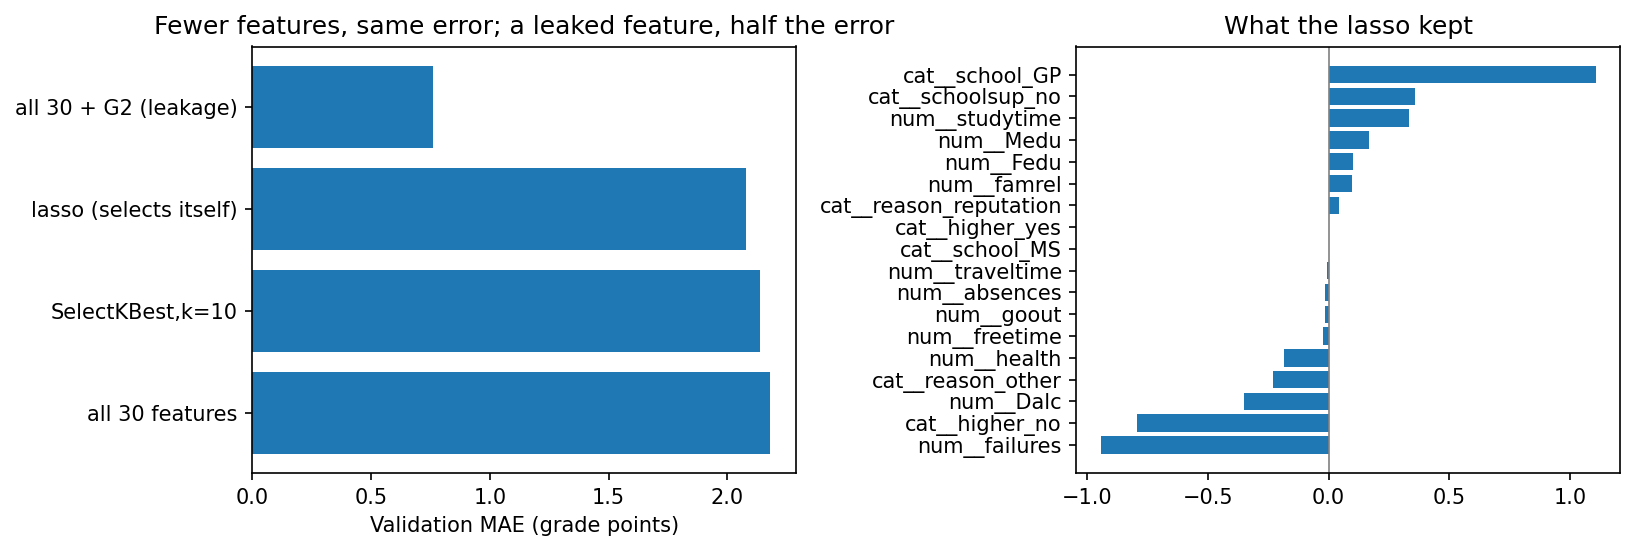 Fewer features, same error; a leaked feature, half the error
all 30 + G2 (leakage)
lasso (selects itself)
SelectKBest,k=10
all 30 features
0.0 0.5 1.0 1.5 2.0
Validation MAE (grade points)
What the lasso kept
cat__school_GP
cat__schoolsup_no
num__studytime
num__Medu
num__Fedu
num__famrel
cat__reason_reputation
cat__higher_yes
cat__school_MS
num__traveltime
num__absences
num__goout
num__freetime
num__health
cat__reason_other
num__Dalc
cat__higher_no
num__failures
−1.0 −0.5 0.0 0.5 1.0